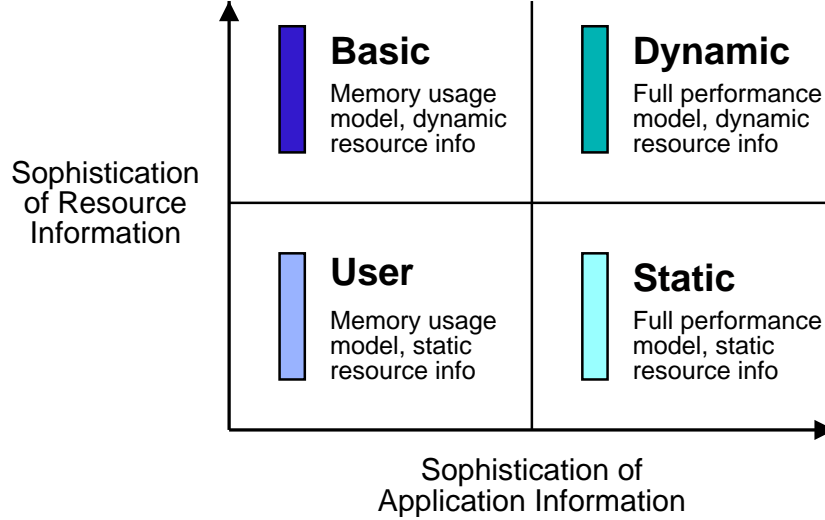 Basic
Memory usage
model, dynamic
resource info
Dynamic
Full performance
model, dynamic
resource info
Sophistication
of Resource
Information
User
Memory usage
model, static
resource info
Static
Full performance
model, static
resource info
Sophistication of
Application Information